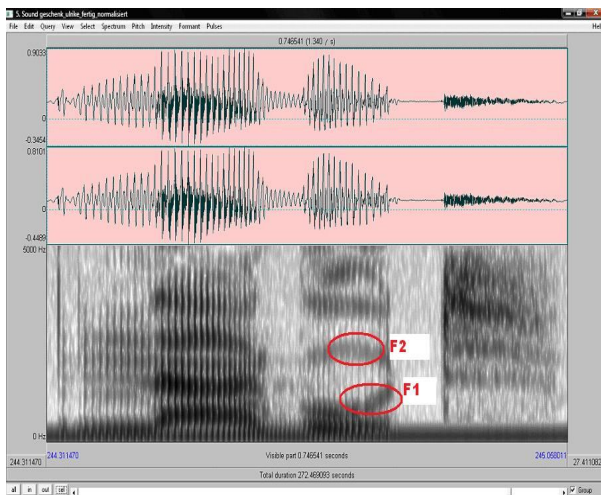 5. Sound geschenk_ulrike_fertig_normalisiert
File Edit Query View Select Spectrum Pitch Intensity Formant Pulses Hel
0.746541 (1.340 / s)
0.9033
0
-0.3454
0.8101
0
-0.4489
5000 Hz
F2
F1
0 Hz
244.311470 244.311470 Visible part 0.746541 seconds 245.058011 27.411082
Total duration 272.469093 seconds
all in out sel Group